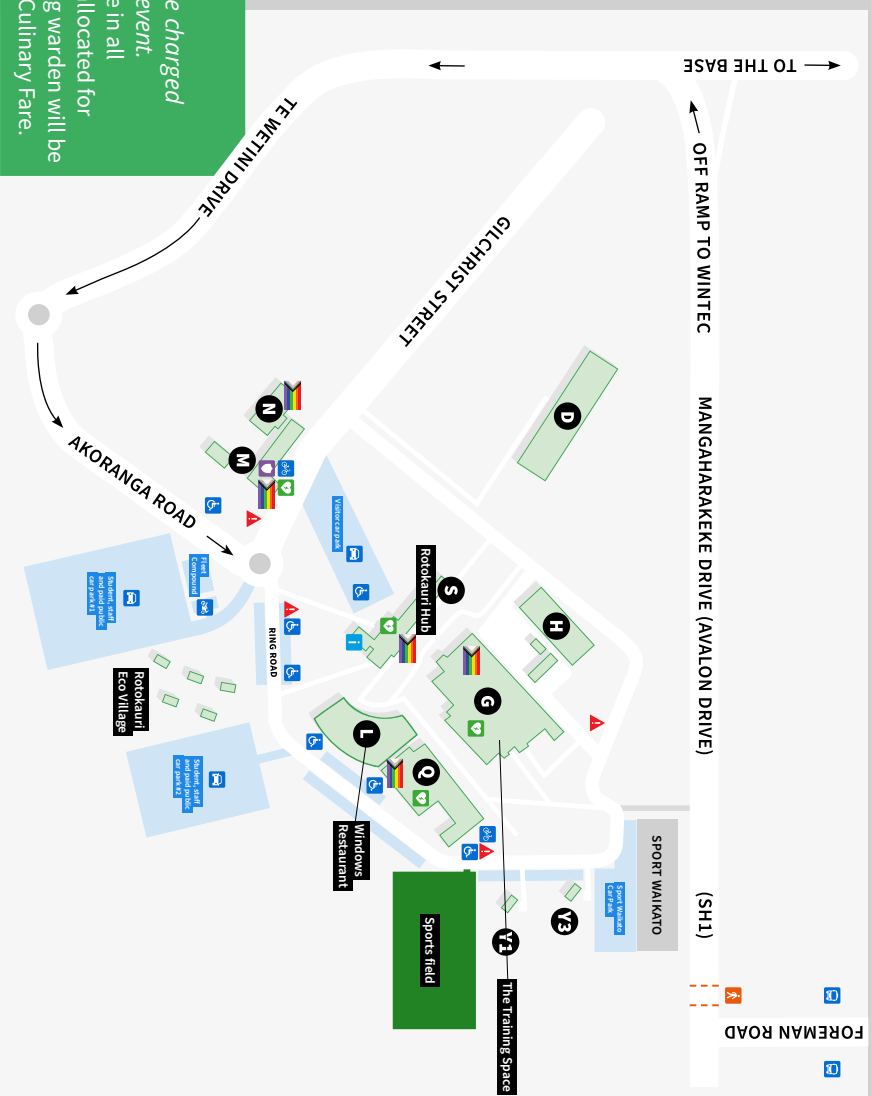 e charged
event.
e in all
allocated for
g warden will be
Culinary Fare.
TO THE BASE
OFF RAMP TO WINTEC
MANGAHARAKEKE DRIVE (AVALON DRIVE)
(SH1)
FOREMAN ROAD
TE WETINI DRIVE
GILCHRIST STREET
AKORANGA ROAD
RING ROAD
D
N
M
S
H
G
L
Q
Y3
Y1
i
Visitor car park
Fleet
Compound
Student, staff
and paid public
car park #1
Student, staff
and paid public
car park #2
Rotokauri Hub
Rotokauri
Eco Village
Windows
Restaurant
Sports field
The Training Space
SPORT WAIKATO
Sport Waikato
Car Park